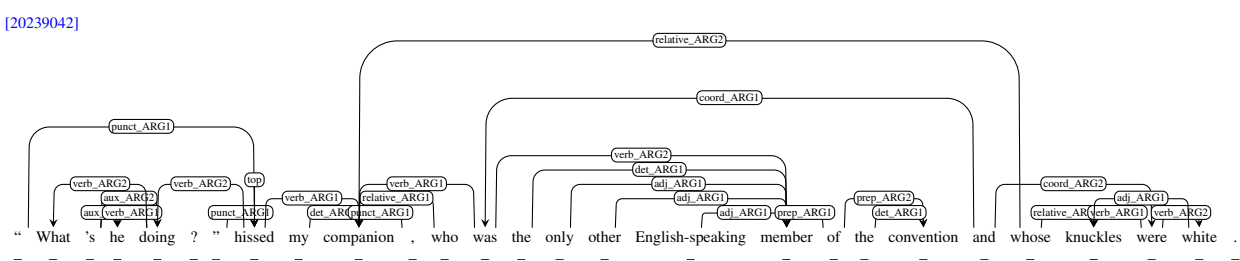 [20239042]
relative_ARG2
coord_ARG1
punct_ARG1
verb_ARG2
det_ARG1
verb_ARG2 verb_ARG2 top verb_ARG1 adj_ARG1 coord_ARG2
aux_ARG2 verb_ARG1 relative_ARG1 adj_ARG1 prep_ARG2 adj_ARG1
aux verb_ARG1 punct_ARG1 det_AR punct_ARG1 adj_ARG1 prep_ARG1 det_ARG1 relative_AR verb_ARG1 verb_ARG2
“ What 's he doing ? ” hissed my companion , who was the only other English-speaking member of the convention and whose knuckles were white .